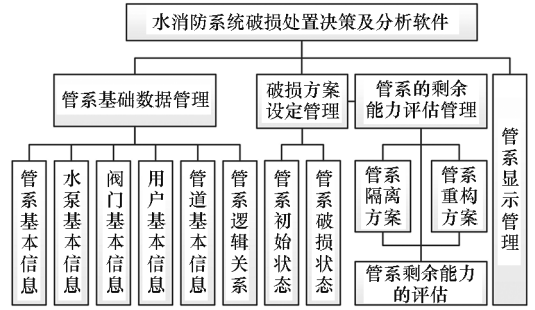 水消防系统破损处置决策及分析软件
管系基础数据管理
破损方案
设定管理
管系的剩余
能力评估管理
管系显示管理
管系基本信息
水泵基本信息
阀门基本信息
用户基本信息
管道基本信息
管系逻辑关系
管系初始状态
管系破损状态
管系
隔离
方案
管系
重构
方案
管系剩余能力
的评估